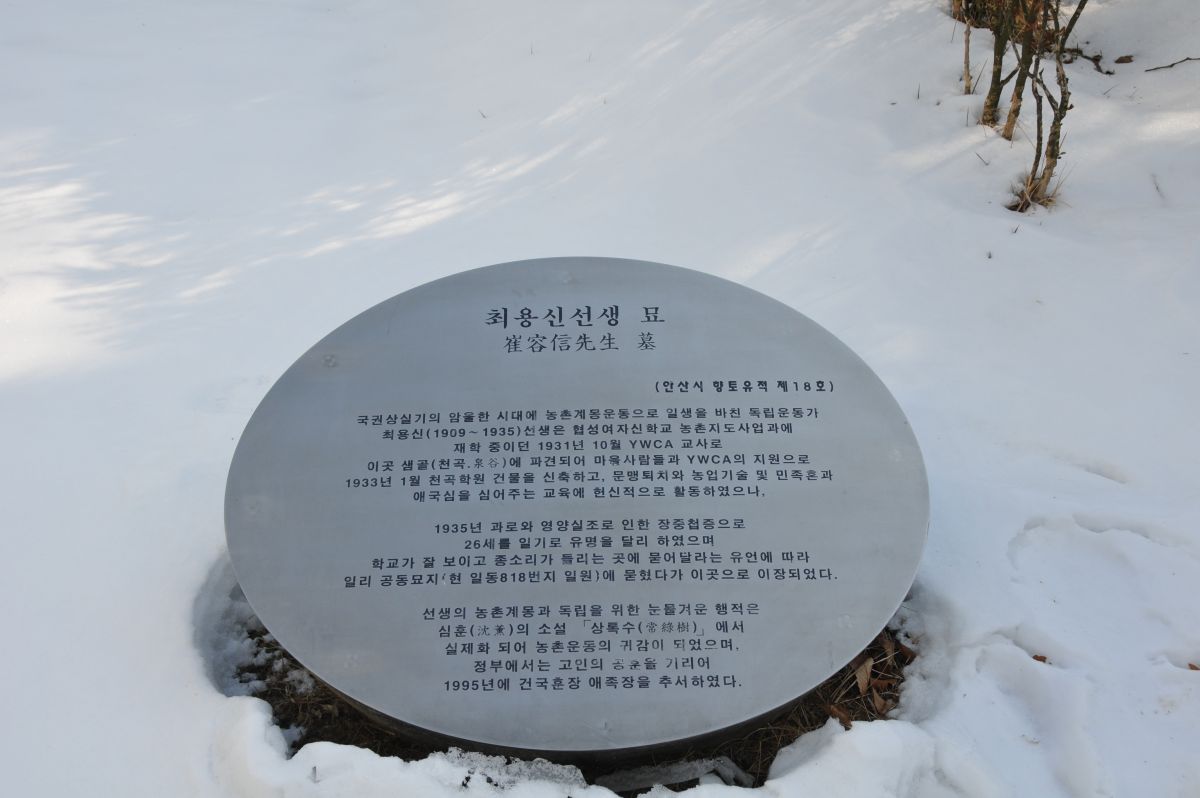 최용신선생 묘
崔容信先生 墓
(안산시 향토유적 제18호)
국권상실기의 암울한 시대에 농촌계몽운동으로 일생을 바친 독립운동가
최용신(1909~1935)선생은 협성여자신학교 농촌지도사업과에
재학 중이던 1931년 10월 YWCA 교사로
이곳 샘골(천곡.泉谷)에 파견되어 마을사람들과 YWCA의 지원으로
1933년 1월 천곡학원 건물을 신축하고, 문맹퇴치와 농업기술 및 민족혼과
애국심을 심어주는 교육에 헌신적으로 활동하였으나,
1935년 과로와 영양실조로 인한 장중첩증으로
26세를 일기로 유명을 달리 하였으며
학교가 잘 보이고 종소리가 들리는 곳에 묻어달라는 유언에 따라
일리 공동묘지(현 일동818번지 일원)에 묻혔다가 이곳으로 이장되었다.
선생의 농촌계몽과 독립을 위한 눈물겨운 행적은
심훈(沈薰)의 소설 「상록수(常綠樹)」에서
실제화 되어 농촌운동의 귀감이 되었으며,
정부에서는 고인의 공훈을 기리어
1995년에 건국훈장 애족장을 추서하였다.